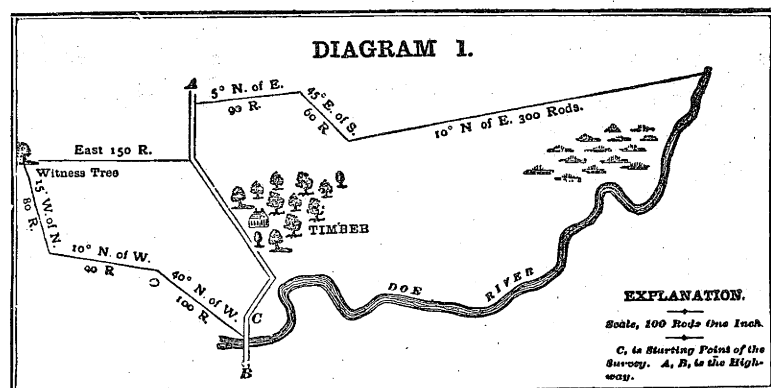 DIAGRAM 1.
A
5° N. of E.
90 R.
45° E. of S.
60 R.
10° N of E. 300 Rods.
East 150 R.
Witness Tree
15° W. of N.
80 R.
TIMBER
10° N. of W.
90 R
C
40° N. of W.
100 R.
C
DOE RIVER
B
EXPLANATION.
Scale, 100 Rods One Inch.
C, is Starting Point of the
Survey. A, B, is the High-
way.